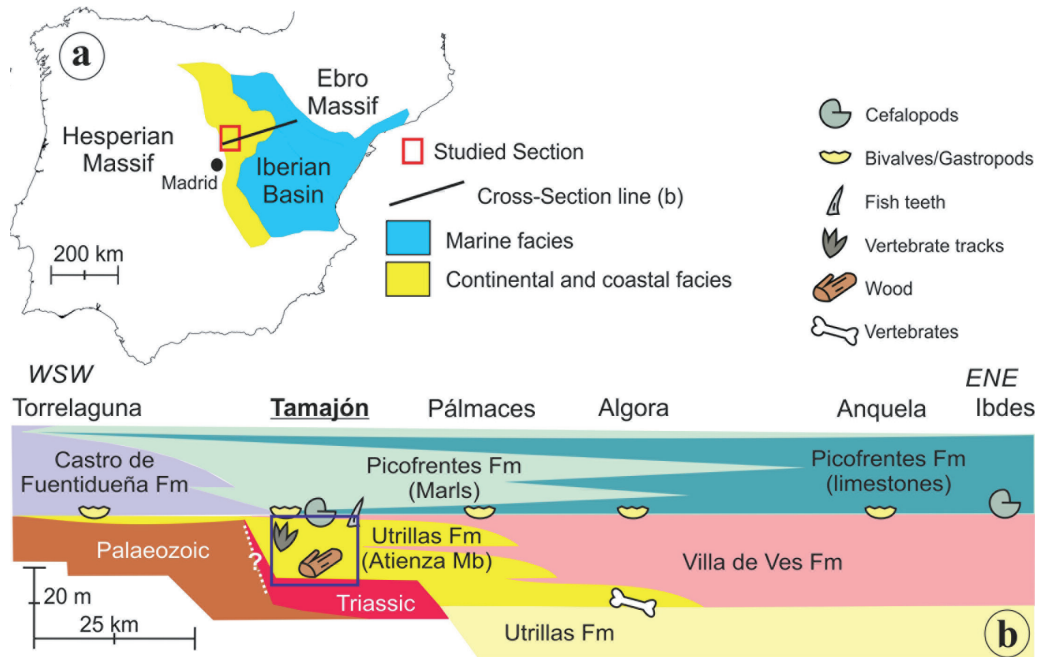 a
Ebro
Massif
Hesperian
Massif
Madrid
Iberian
Basin
200 km
Studied Section
Cross-Section line (b)
Marine facies
Continental and coastal facies
Cefalopods
Bivalves/Gastropods
Fish teeth
Vertebrate tracks
Wood
Vertebrates
WSW
ENE
Torrelaguna
Tamajón
Pálmaces
Algora
Anquela
Ibdes
Castro de
Fuentidueña Fm
Picofrentes Fm
(Marls)
Picofrentes Fm
(limestones)
Palaeozoic
?
Utrillas Fm
(Atienza Mb)
Villa de Ves Fm
Triassic
Utrillas Fm
20 m
25 km
b